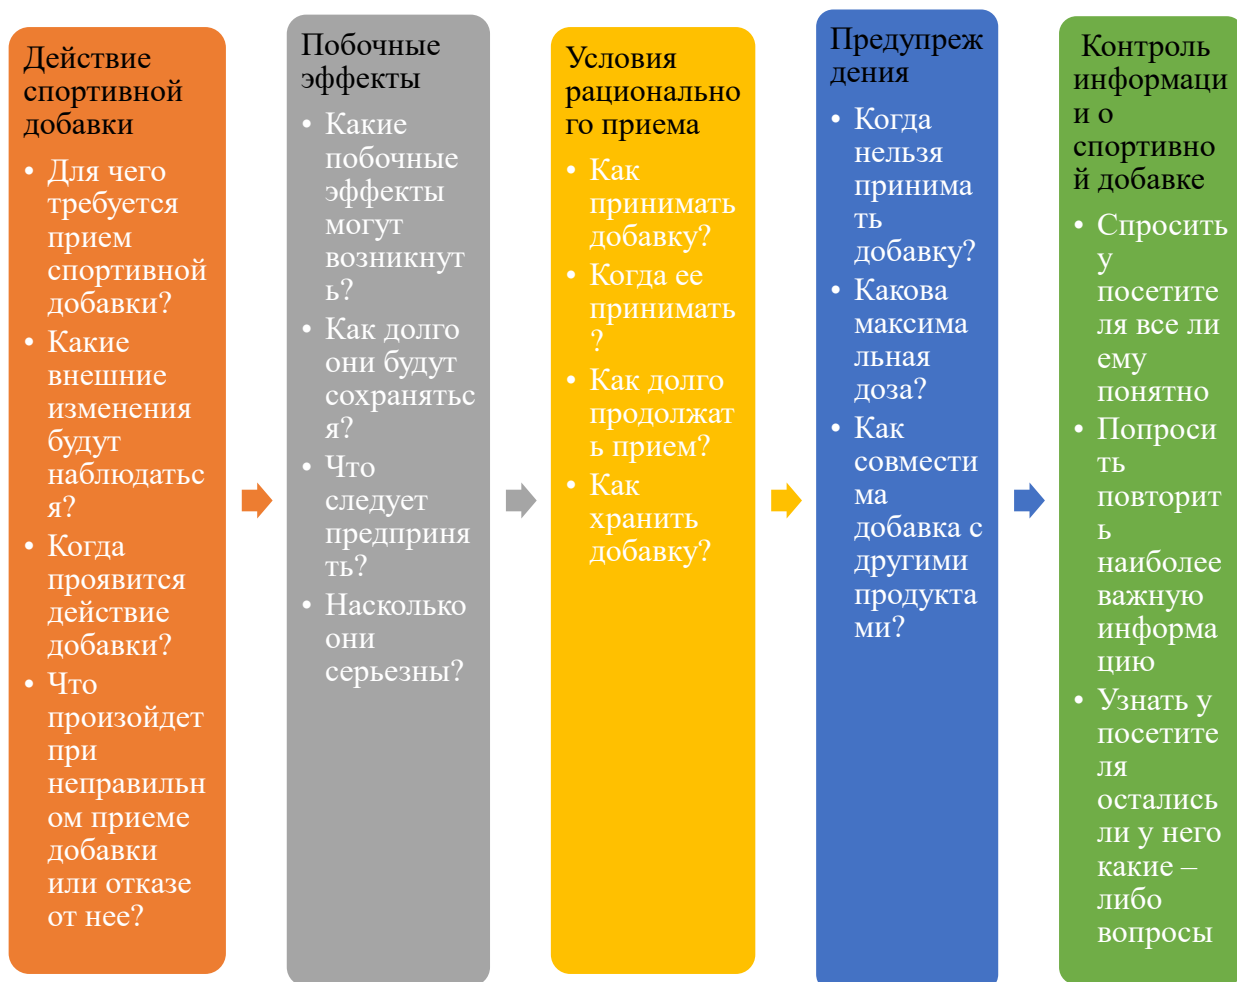 Действие
спортивной
добавки
• Для чего
требуется
прием
спортивной
добавки?
• Какие
внешние
изменения
будут
наблюдатьс
я?
• Когда
проявится
действие
добавки?
• Что
произойдет
при
неправильн
ом приеме
добавки
или отказе
от нее?
Побочные
эффекты
• Какие
побочные
эффекты
могут
возникнут
ь?
• Как долго
они будут
сохранятьс
я?
• Что
следует
предприня
ть?
• Насколько
они
серьезны?
Условия
рационально
го приема
• Как
принимать
добавку?
• Когда ее
принимать
?
• Как долго
продолжат
ь прием?
• Как
хранить
добавку?
Предупреж
дения
• Когда
нельзя
принима
ть
добавку?
• Какова
максима
льная
доза?
• Как
совмести
ма
добавка с
другими
продукта
ми?
Контроль
информаци
и о
спортивно
й добавке
• Спросить
у
посетите
ля все ли
ему
понятно
• Попроси
ть
повторит
ь
наиболее
важную
информа
цию
• Узнать у
посетите
ля
остались
ли у него
какие –
либо
вопросы